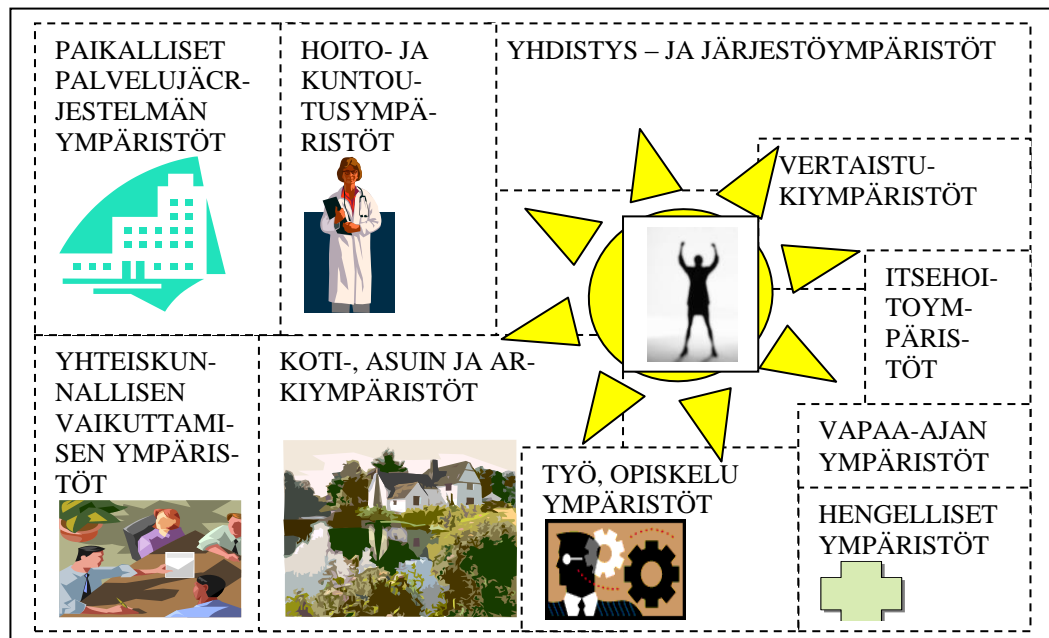 PAIKALLISET
PALVELUJÄCR-
JESTELMÄN
YMPÄRISTÖT
HOITO- JA
KUNTOU-
TUSYMPÄ-
RISTÖT
YHDISTYS – JA JÄRJESTÖYMPÄRISTÖT
VERTAISTU-
KIYMPÄRISTÖT
ITSEHOI-
TOYM-
PÄRIS-
TÖT
YHTEISKUN-
NALLISEN
VAIKUTTAMI-
SEN YMPÄRIS-
TÖT
KOTI-, ASUIN JA AR-
KIYMPÄRISTÖT
TYÖ, OPISKELU
YMPÄRISTÖT
VAPAA-AJAN
YMPÄRISTÖT
HENGELLISET
YMPÄRISTÖT